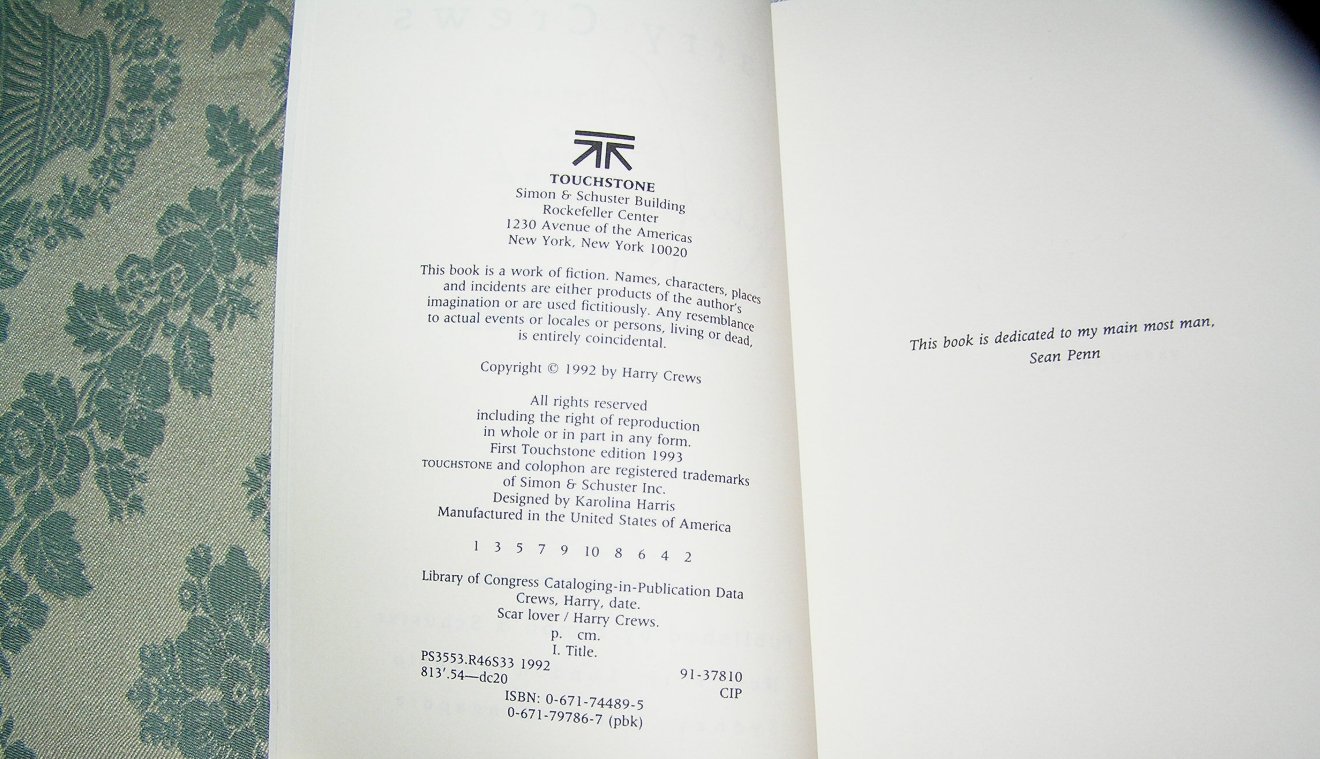 TOUCHSTONE
Simon & Schuster Building
Rockefeller Center
1230 Avenue of the Americas
New York, New York 10020
This book is a work of fiction. Names, characters, places
and incidents are either products of the author's
imagination or are used fictitiously. Any resemblance
to actual events or locales or persons, living or dead,
is entirely coincidental.
Copyright © 1992 by Harry Crews
All rights reserved
including the right of reproduction
in whole or in part in any form.
First Touchstone edition 1993
TOUCHSTONE and colophon are registered trademarks
of Simon & Schuster Inc.
Designed by Karolina Harris
Manufactured in the United States of America
1 3 5 7 9 10 8 6 4 2
Library of Congress Cataloging-in-Publication Data
Crews, Harry, date.
Scar lover / Harry Crews.
p. cm.
I. Title.
PS3553.R46S33 1992
91-37810
813'.54—dc20
CIP
ISBN: 0-671-74489-5
0-671-79786-7 (pbk)
This book is dedicated to my main most man,
Sean Penn